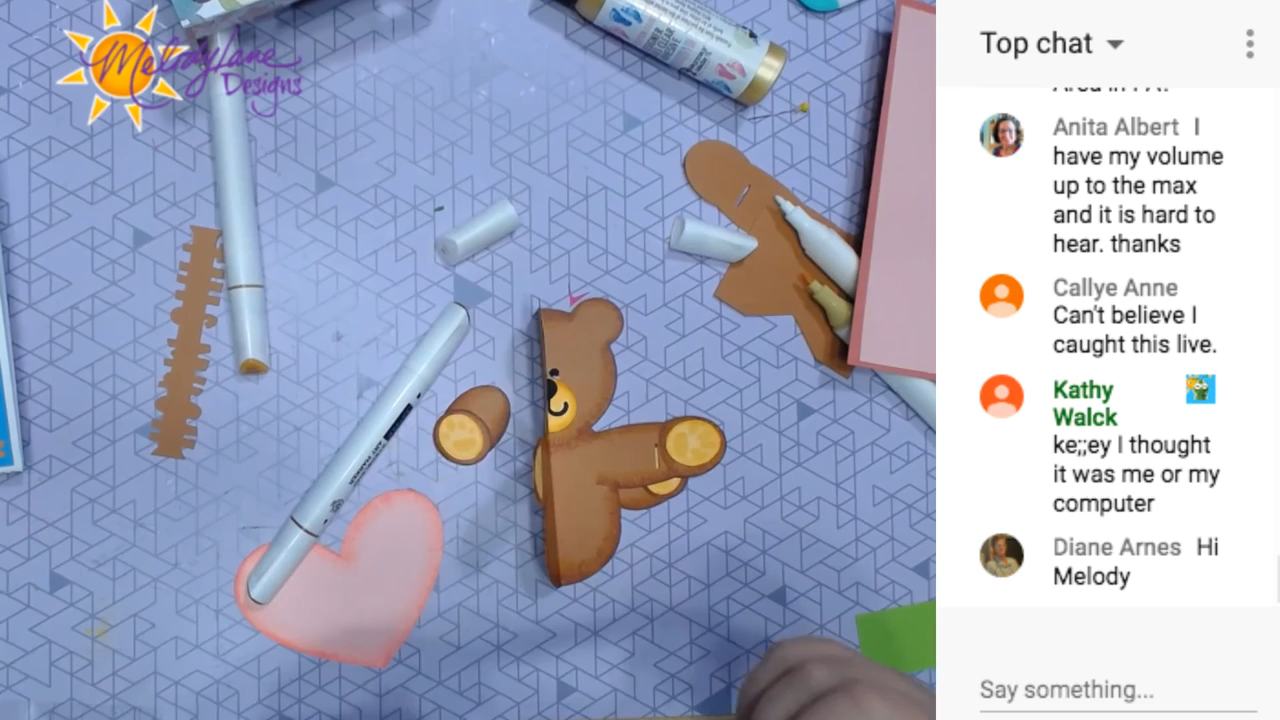 MelodyLane
Designs
Top chat
Anita Albert I
have my volume
up to the max
and it is hard to
hear. thanks
Callye Anne
Can't believe I
caught this live.
Kathy
Walck
ke;;ey I thought
it was me or my
computer
Diane Arnes Hi
Melody
Say something...